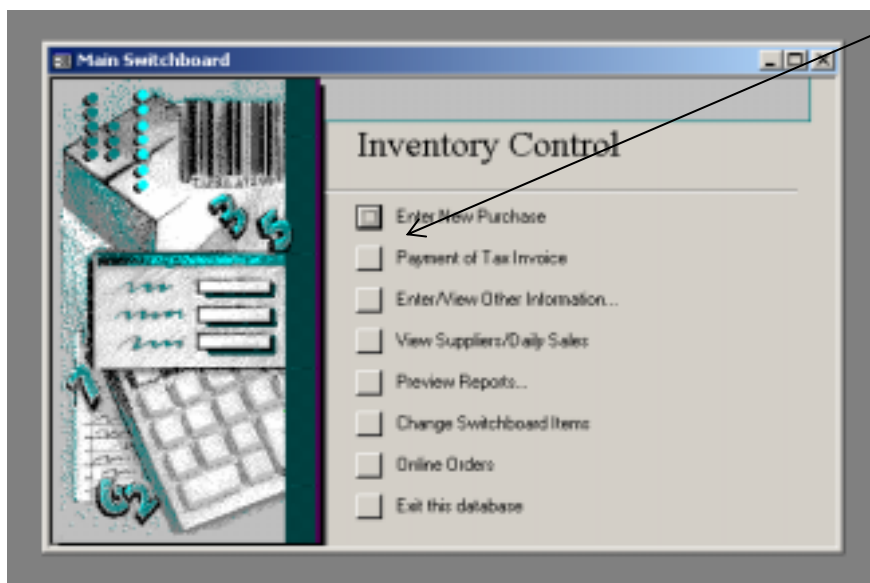 Main Switchboard
Inventory Control
Enter New Purchase
Payment of Tax Invoice
Enter/View Other Information...
View Suppliers/Daily Sales
Preview Reports...
Change Switchboard Items
Online Orders
Exit this database